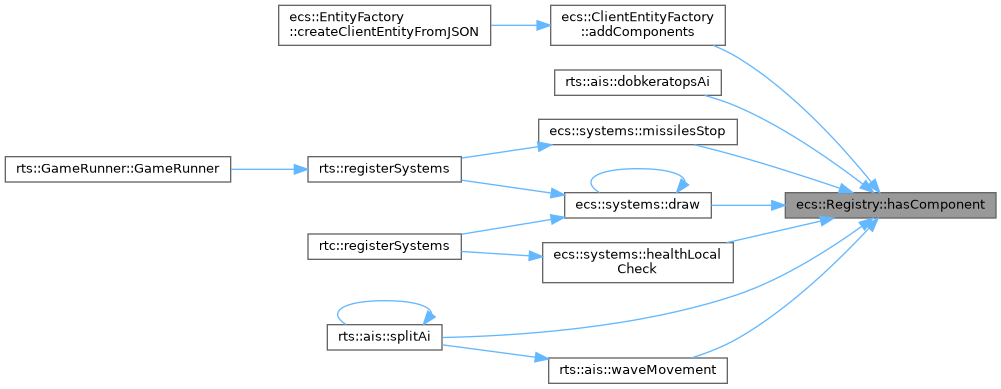 ecs::EntityFactory
::createClientEntityFromJSON
ecs::ClientEntityFactory
::addComponents
rts::ais::dobkeratopsAi
ecs::systems::missilesStop
rts::GameRunner::GameRunner
rts::registerSystems
ecs::systems::draw
ecs::Registry::hasComponent
rtc::registerSystems
ecs::systems::healthLocal
Check
rts::ais::splitAi
rts::ais::waveMovement